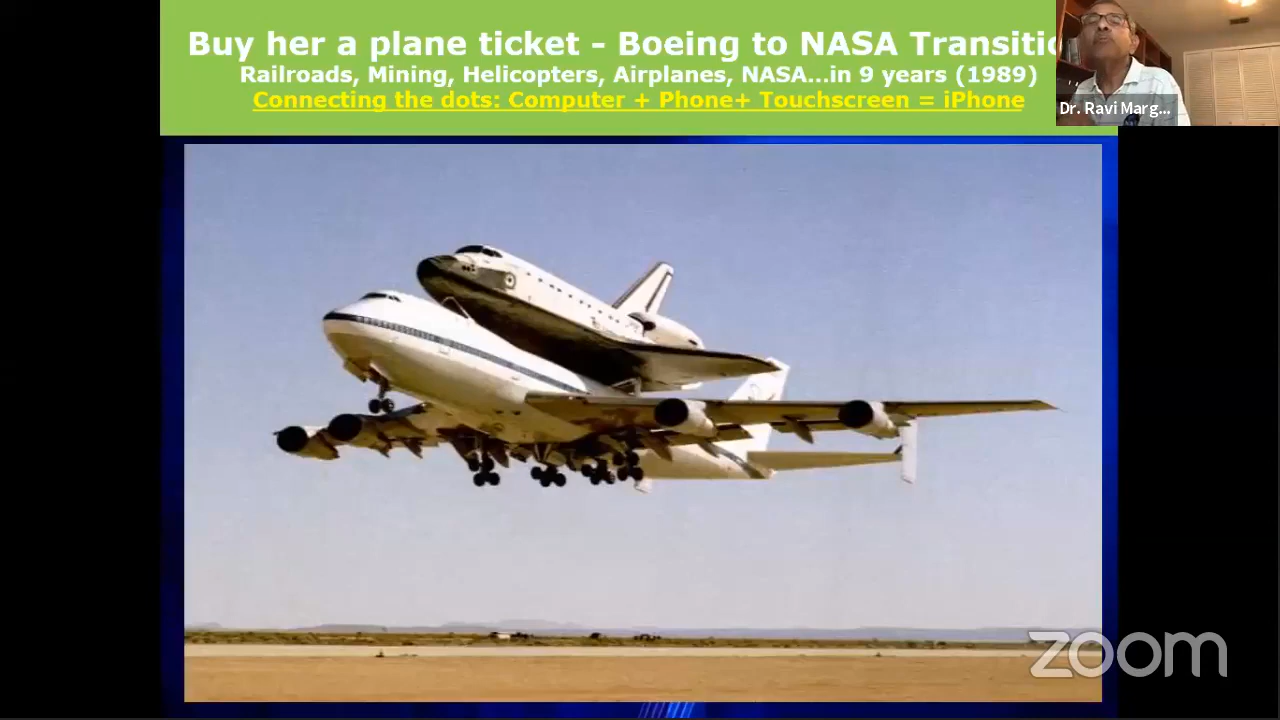 Buy her a plane ticket - Boeing to NASA Transitio
Railroads, Mining, Helicopters, Airplanes, NASA...in 9 years (1989)
Connecting the dots: Computer + Phone+ Touchscreen = iPhone
Dr. Ravi Marg...
zoom